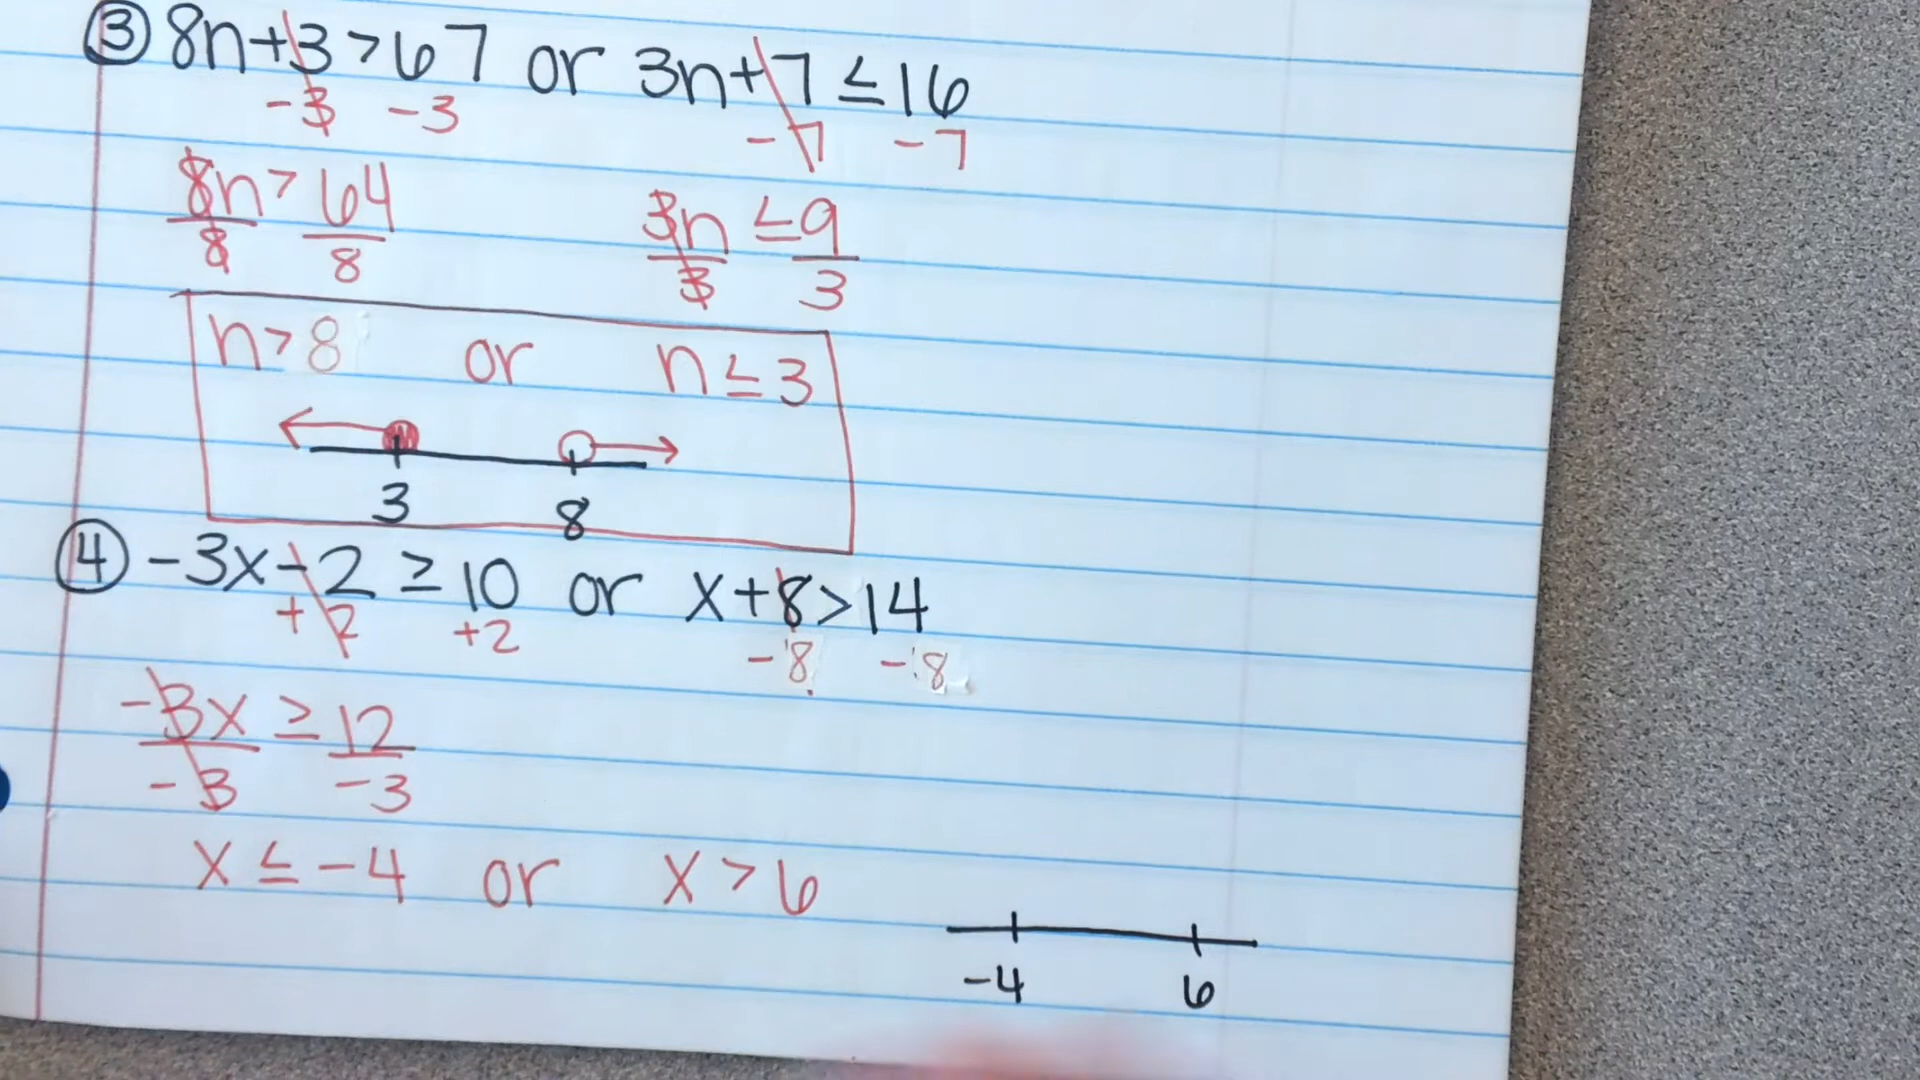 ③ 8n+3>67 or 3n+7≤16
-3 -3 -7 -7
8n > 64 3n ≤ 9
8 8 3 3
n>8 or n≤3
3 8
④ -3x-2 ≥ 10 or x+8>14
+2 +2 -8 -8
-3x ≥ 12
-3 -3
x ≤ -4 or x > 6
-4 6